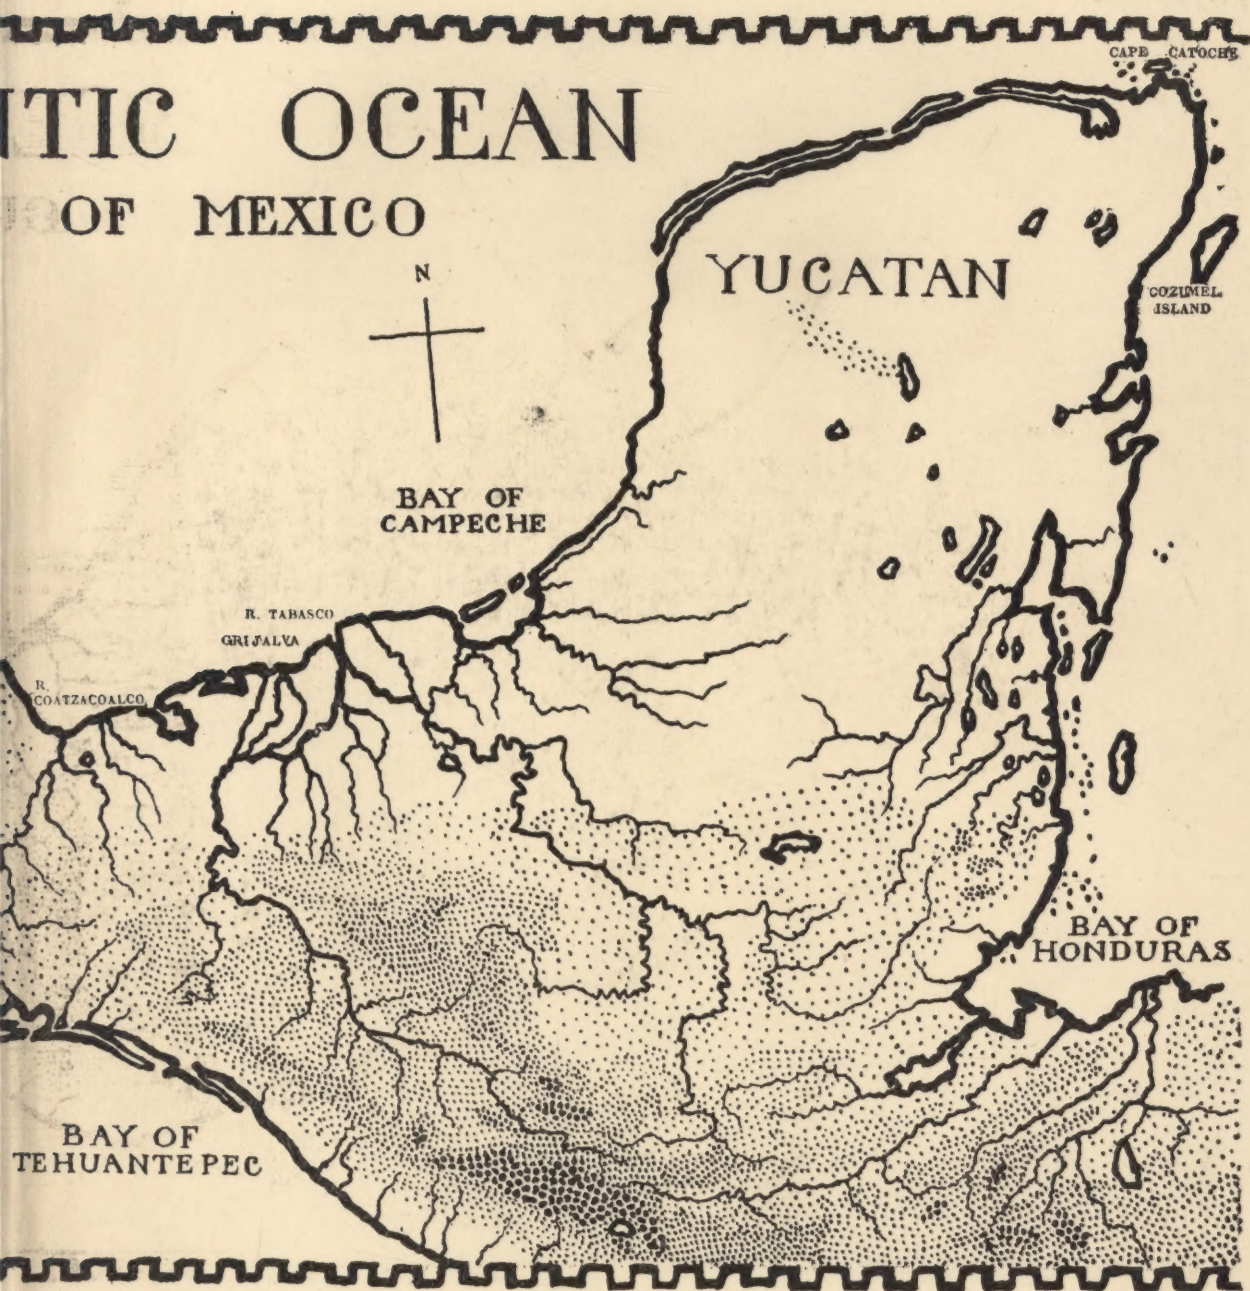 CAPE CATOCHE
NTIC OCEAN
OF MEXICO
N
YUCATAN
COZUMEL
ISLAND
BAY OF
CAMPECHE
R. TABASCO
GRIJALVA
R.
COATZACOALCO
BAY OF
HONDURAS
BAY OF
TEHUANTEPEC